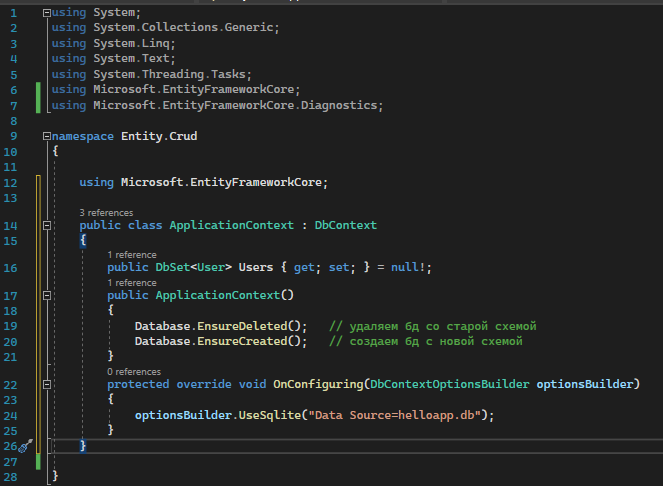 1 using System;
2 using System.Collections.Generic;
3 using System.Linq;
4 using System.Text;
5 using System.Threading.Tasks;
6 using Microsoft.EntityFrameworkCore;
7 using Microsoft.EntityFrameworkCore.Diagnostics;
8
9 namespace Entity.Crud
10 {
11
12 using Microsoft.EntityFrameworkCore;
13
3 references
14 public class ApplicationContext : DbContext
15 {
1 reference
16 public DbSet<User> Users { get; set; } = null!;
1 reference
17 public ApplicationContext()
18 {
19 Database.EnsureDeleted(); // удаляем бд со старой схемой
20 Database.EnsureCreated(); // создаем бд с новой схемой
21 }
0 references
22 protected override void OnConfiguring(DbContextOptionsBuilder optionsBuilder)
23 {
24 optionsBuilder.UseSqlite("Data Source=helloapp.db");
25 }
26 }
27
28 }